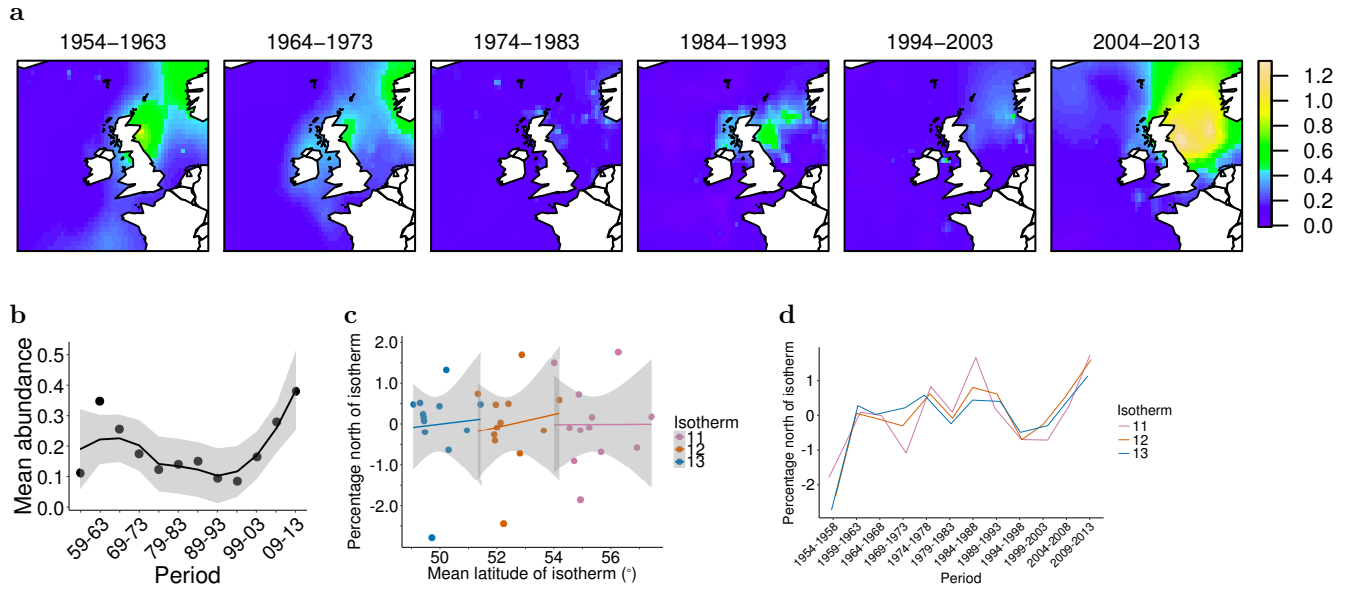 a
1954−1963 1964−1973 1974−1983 1984−1993 1994−2003 2004−2013
1.2
1.0
0.8
0.6
0.4
0.2
0.0
b
Mean abundance
0.5
0.4
0.3
0.2
0.1
0.0
59-63 69-73 79-83 89-93 99-03 09-13
Period
c
Percentage north of isotherm
2.0
1.0
0.0
-1.0
-2.0
50 52 54 56
Mean latitude of isotherm (°)
Isotherm
11
12
13
d
Percentage north of isotherm
1
0
-1
-2
1954-1958 1959-1963 1964-1968 1969-1973 1974-1978 1979-1983 1984-1988 1989-1993 1994-1998 1999-2003 2004-2008 2009-2013
Period
Isotherm
11
12
13